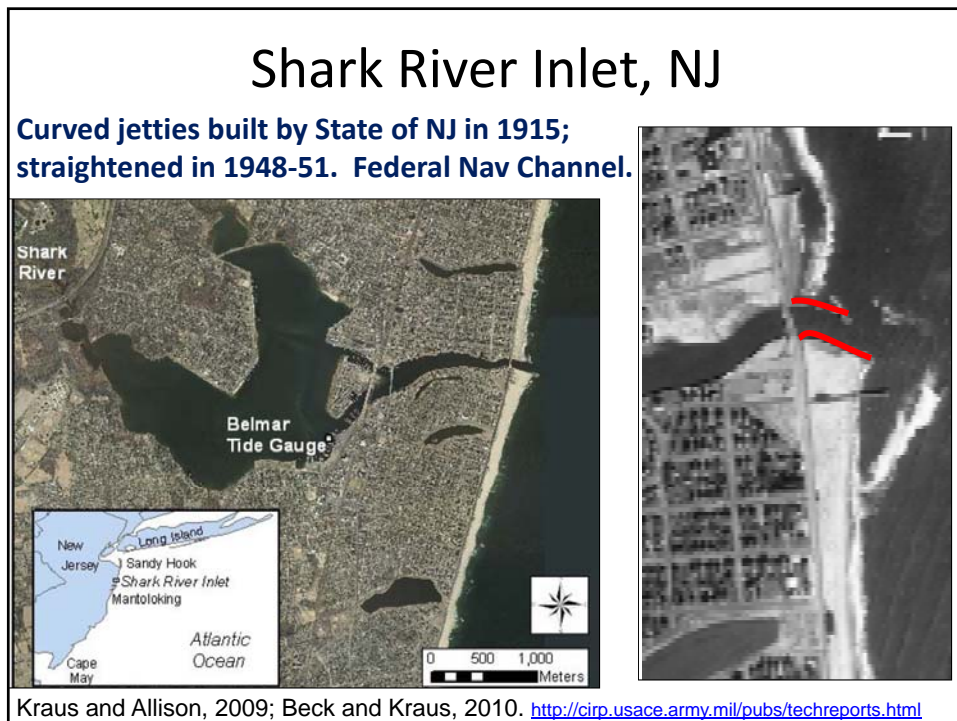 Shark River Inlet, NJ
Curved jetties built by State of NJ in 1915;
straightened in 1948-51.  Federal Nav Channel.
Shark
River
Belmar
Tide Gauge
New
Jersey
Long Island
Sandy Hook
Shark River Inlet
Mantoloking
Atlantic
Ocean
Cape
May
0 500 1,000
Meters
Kraus and Allison, 2009; Beck and Kraus, 2010. http://cirp.usace.army.mil/pubs/techreports.html